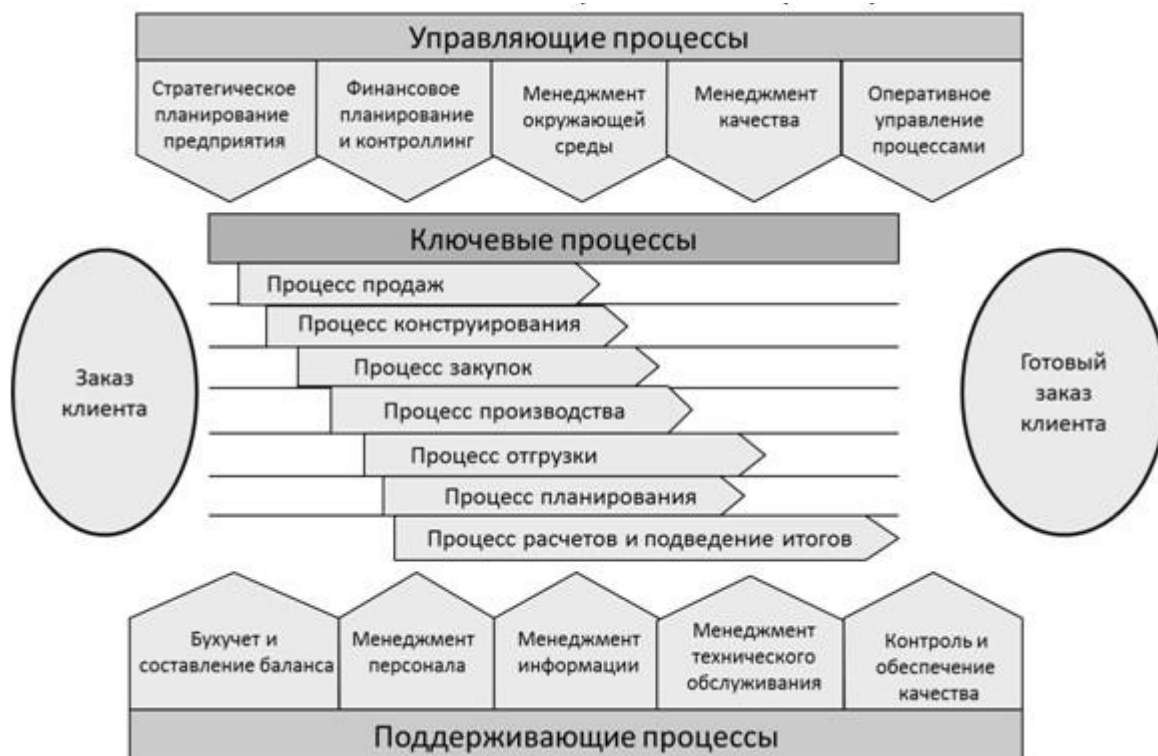 Управляющие процессы
Стратегическое
планирование
предприятия
Финансовое
планирование
и контроллинг
Менеджмент
окружающей
среды
Менеджмент
качества
Оперативное
управление
процессами
Ключевые процессы
Процесс продаж
Процесс конструирования
Процесс закупок
Процесс производства
Процесс отгрузки
Процесс планирования
Процесс расчетов и подведение итогов
Заказ
клиента
Готовый
заказ
клиента
Бухучет и
составление баланса
Менеджмент
персонала
Менеджмент
информации
Менеджмент
технического
обслуживания
Контроль и
обеспечение
качества
Поддерживающие процессы